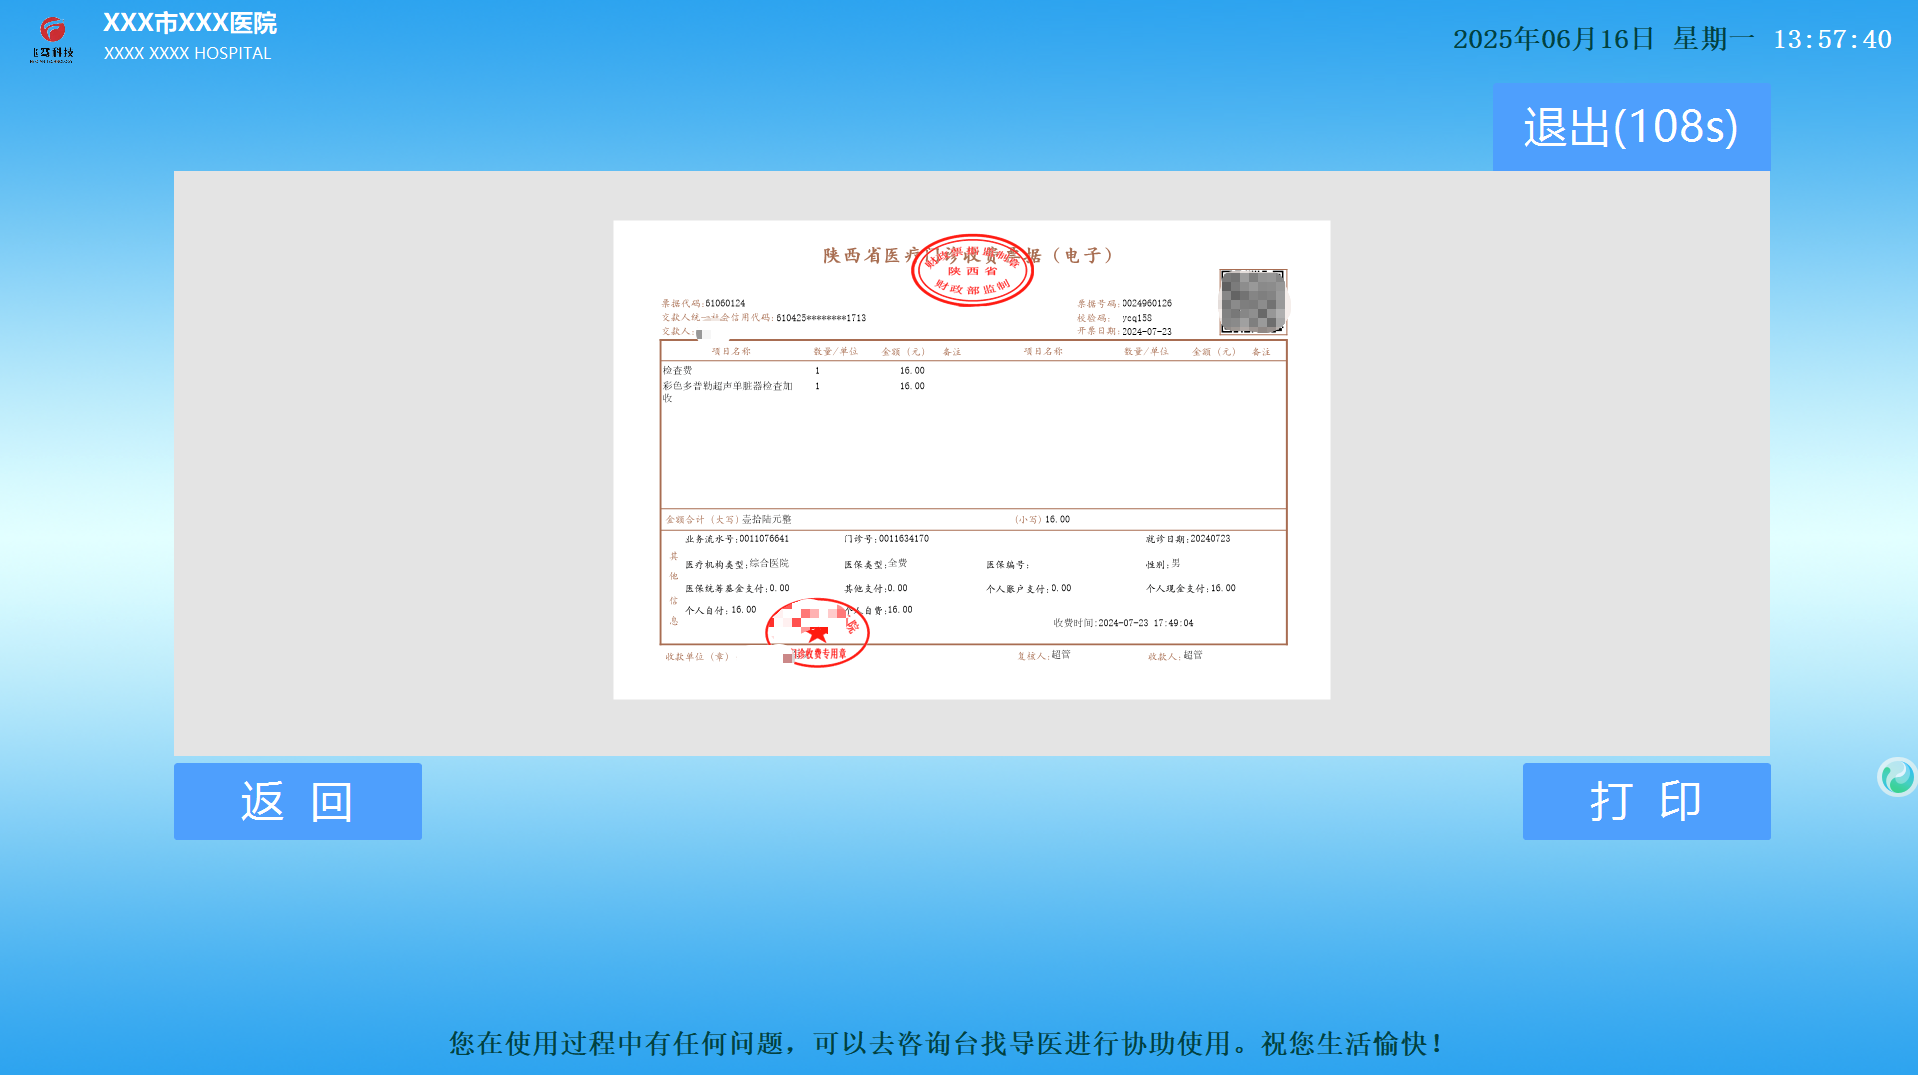 XXX市XXX医院
XXXX XXXX HOSPITAL
科技
2025年06月16日 星期一 13:57:40
退出(108s)
陕西省医疗门诊收费票据（电子）
陕西省
财政部监制
票据代码:61060124
票据号码:0024960126
交款人统一社会信用代码:610425********1713
校验码: ycq158
交款人:
开票日期:2024-07-23
项目名称 数量/单位 金额（元） 备注 项目名称 数量/单位 金额（元） 备注
检查费 1 16.00
彩色多普勒超声单脏器检查加 1 16.00
收
金额合计（大写）壹拾陆元整 （小写）16.00
其他信息
业务流水号:0011076641 门诊号:0011634170 就诊日期:20240723
医疗机构类型:综合医院 医保类型:全费 医保编号: 性别:男
医保统筹基金支付:0.00 其他支付:0.00 个人账户支付:0.00 个人现金支付:16.00
个人自付:16.00 个人自费:16.00
收费时间:2024-07-23 17:49:04
院
诊收费专用章
收款单位（章） 复核人:超管 收款人:超管
返 回
打 印
您在使用过程中有任何问题，可以去咨询台找导医进行协助使用。祝您生活愉快！